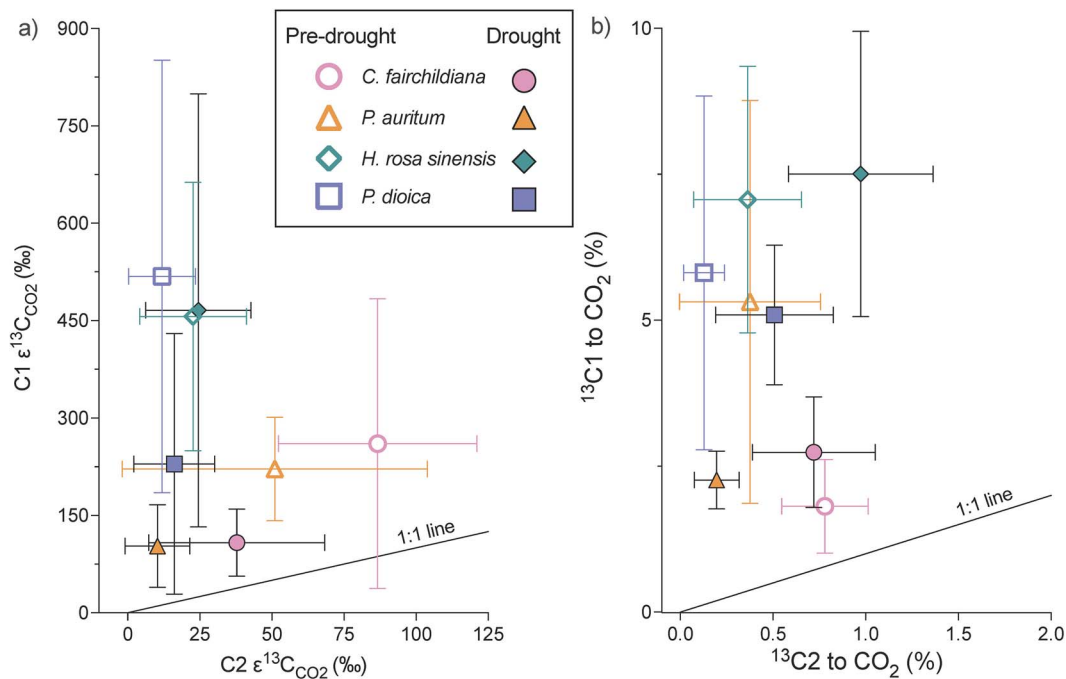 a)
900
750
600
450
300
150
0
C1 ε¹³C_CO₂ (‰)
Pre-drought Drought
C. fairchildiana
P. auritum
H. rosa sinensis
P. dioica
1:1 line
0 25 50 75 100 125
C2 ε¹³C_CO₂ (‰)
b)
10
5
0
¹³C1 to CO₂ (%)
1:1 line
0.0 0.5 1.0 1.5 2.0
¹³C2 to CO₂ (%)